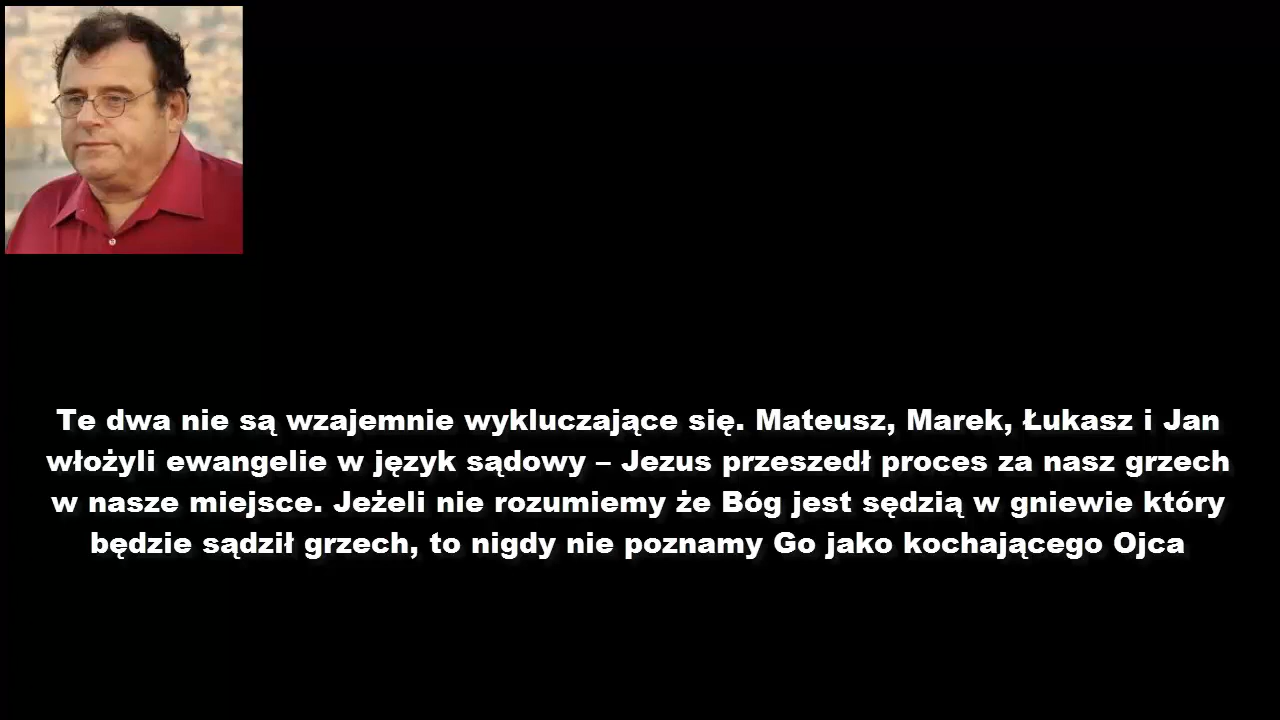 Te dwa nie są wzajemnie wykluczające się. Mateusz, Marek, Łukasz i Jan
włożyli ewangelie w język sądowy – Jezus przeszedł proces za nasz grzech
w nasze miejsce. Jeżeli nie rozumiemy że Bóg jest sędzią w gniewie który
będzie sądził grzech, to nigdy nie poznamy Go jako kochającego Ojca